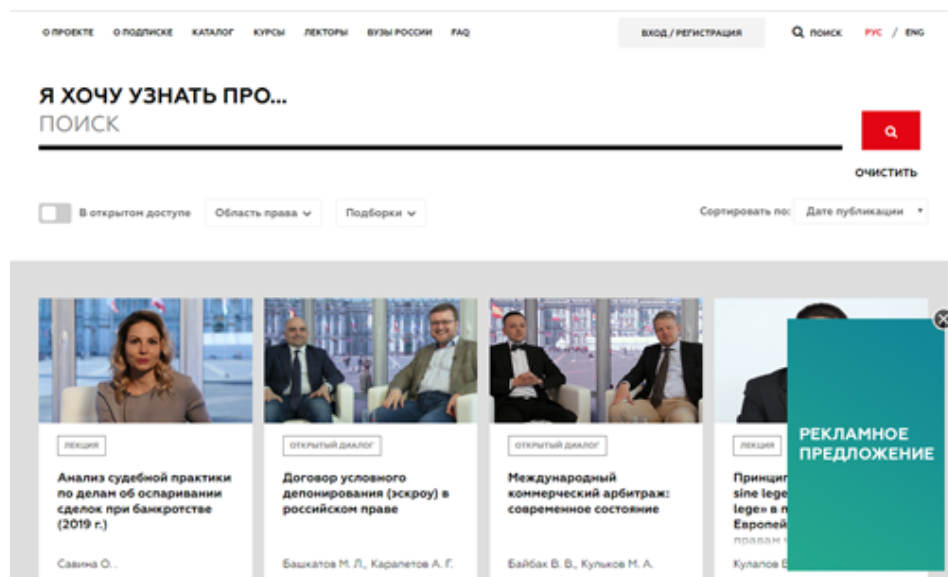 О ПРОЕКТЕ О ПОДПИСКЕ КАТАЛОГ КУРСЫ ЛЕКТОРЫ ВУЗЫ РОССИИ FAQ ВХОД / РЕГИСТРАЦИЯ ПОИСК РУС / ENG
Я ХОЧУ УЗНАТЬ ПРО...
ПОИСК
ОЧИСТИТЬ
В открытом доступе Область права Подборки Сортировать по: Дате публикации
ЛЕКЦИЯ
Анализ судебной практики
по делам об оспаривании
сделок при банкротстве
(2019 г.)
Савина О...
ОТКРЫТЫЙ ДИАЛОГ
Договор условного
депонирования (эскроу) в
российском праве
Башкатов М. Л., Карапетов А. Г.
ОТКРЫТЫЙ ДИАЛОГ
Международный
коммерческий арбитраж:
современное состояние
Байбак В. В., Кульков М. А.
ЛЕКЦИЯ
Принцип
sine lege
lege» в п
Европей
правам ч
РЕКЛАМНОЕ
ПРЕДЛОЖЕНИЕ